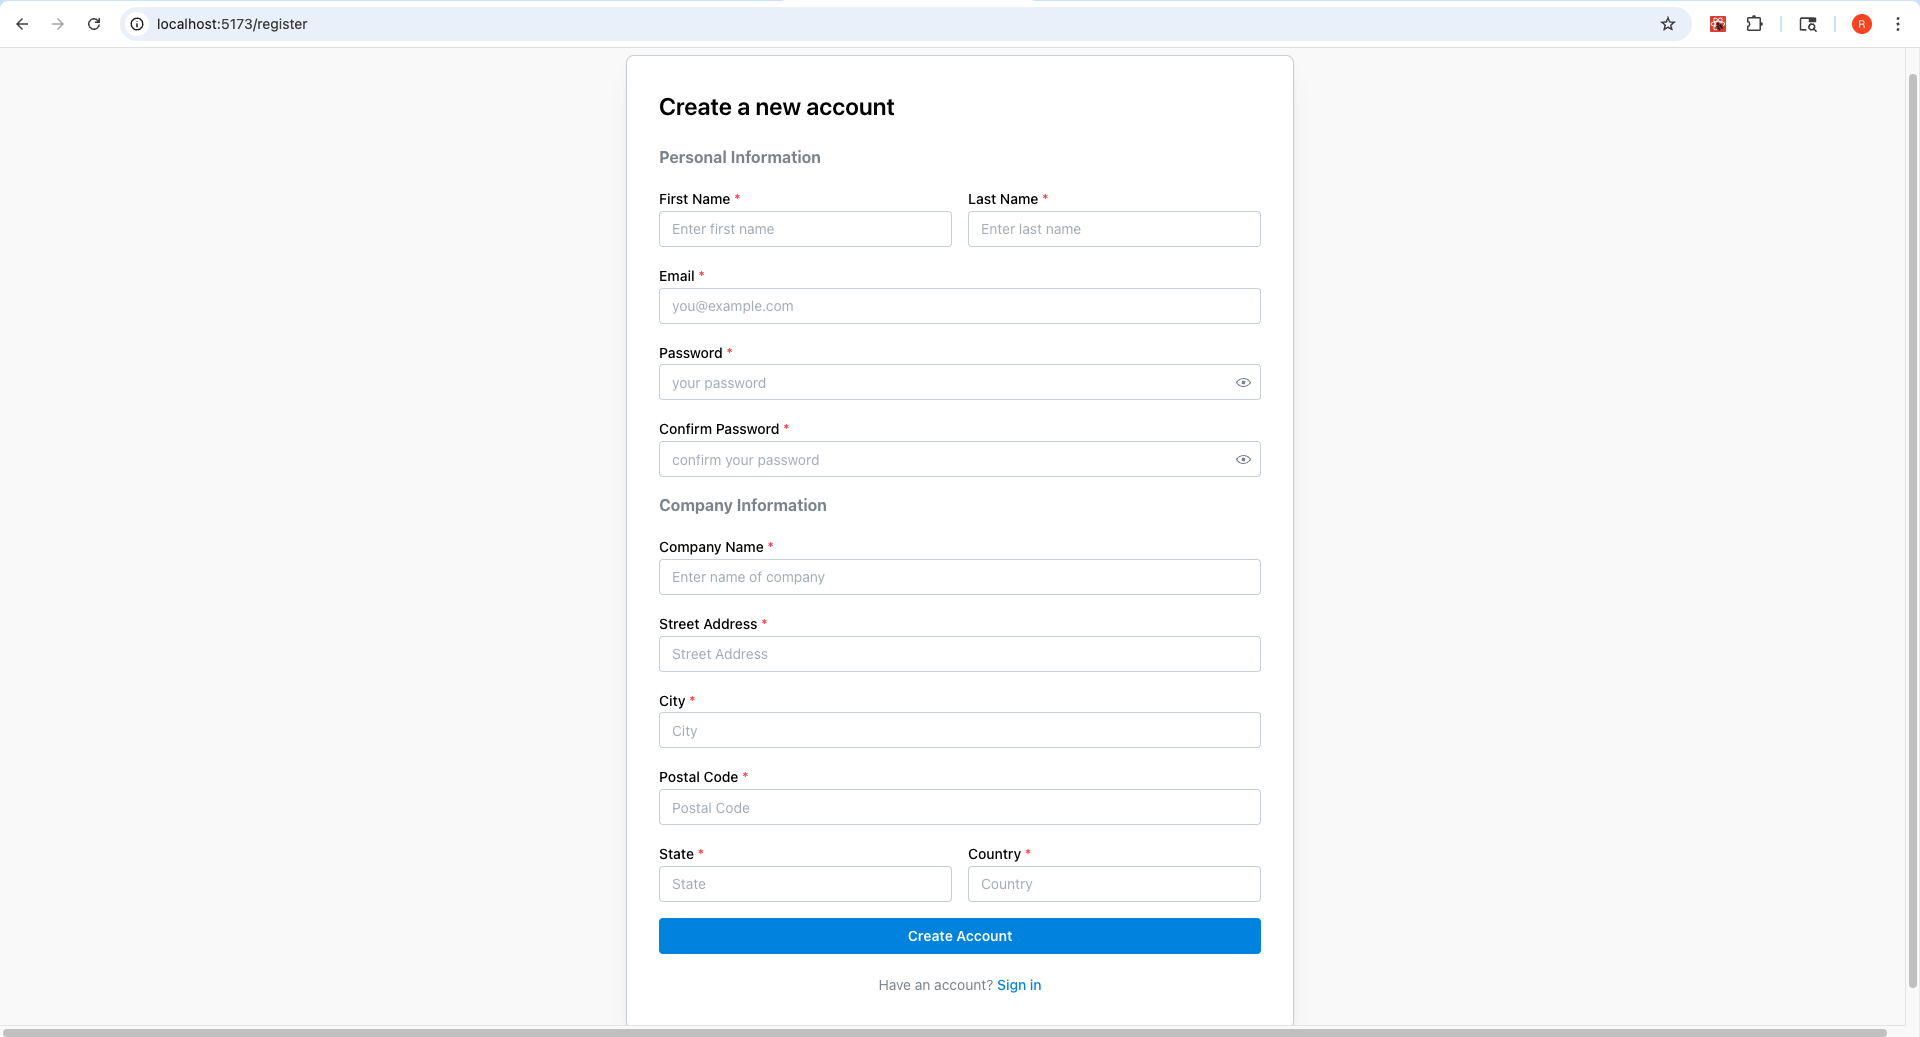 localhost:5173/register
R
Create a new account
Personal Information
First Name * Last Name *
Enter first name Enter last name
Email *
you@example.com
Password *
your password
Confirm Password *
confirm your password
Company Information
Company Name *
Enter name of company
Street Address *
Street Address
City *
City
Postal Code *
Postal Code
State * Country *
State Country
Create Account
Have an account? Sign in